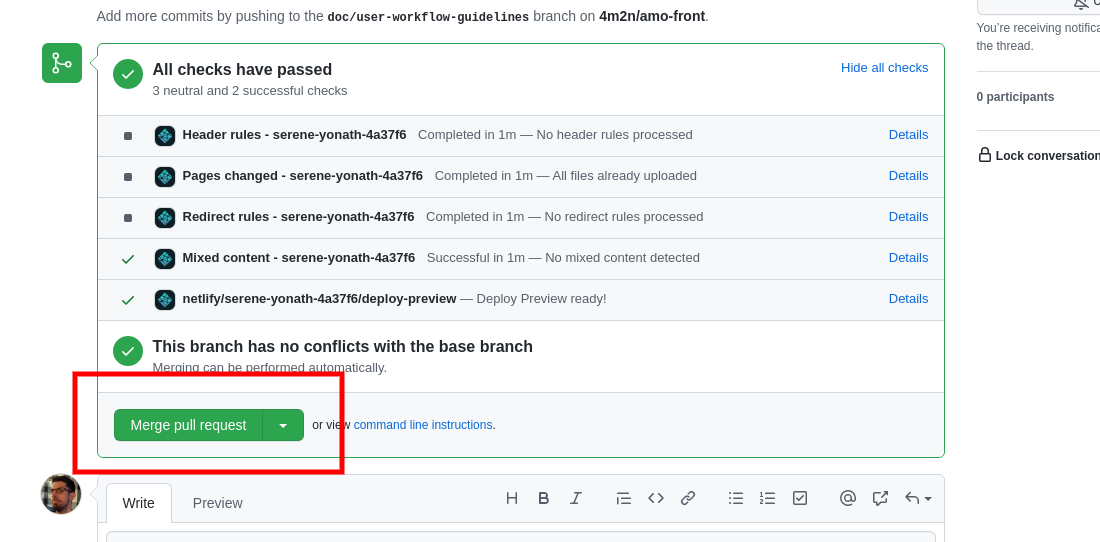 Add more commits by pushing to the doc/user-workflow-guidelines branch on 4m2n/amo-front.
All checks have passed
Hide all checks
3 neutral and 2 successful checks
Header rules - serene-yonath-4a37f6 Completed in 1m — No header rules processed Details
Pages changed - serene-yonath-4a37f6 Completed in 1m — All files already uploaded Details
Redirect rules - serene-yonath-4a37f6 Completed in 1m — No redirect rules processed Details
Mixed content - serene-yonath-4a37f6 Successful in 1m — No mixed content detected Details
netlify/serene-yonath-4a37f6/deploy-preview — Deploy Preview ready! Details
This branch has no conflicts with the base branch
Merging can be performed automatically.
Merge pull request or view command line instructions.
Write Preview
You're receiving notifica
the thread.
0 participants
Lock conversation